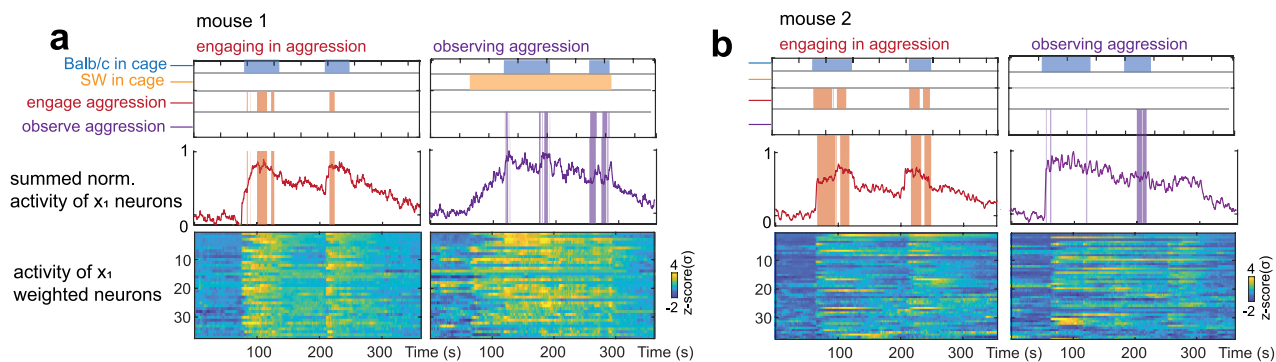 a
mouse 1
engaging in aggression
observing aggression
Balb/c in cage
SW in cage
engage aggression
observe aggression
summed norm.
activity of x₁ neurons
1
0
activity of x₁
weighted neurons
10
20
30
100 200 300 Time (s)
100 200 300 Time (s)
-2 4
z-score(σ)
b
mouse 2
engaging in aggression
observing aggression
1
0
10
20
30
100 200 300 Time (s)
100 200 300 Time (s)
-2 4
z-score(σ)